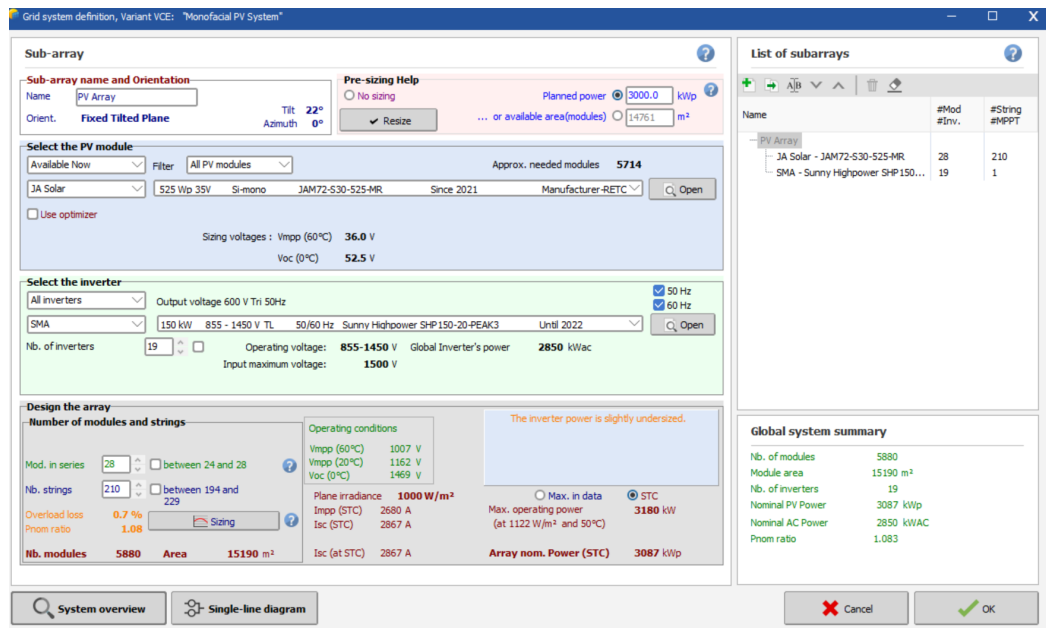 Grid system definition, Variant VCE: "Monofacial PV System"
Sub-array
Sub-array name and Orientation
Name PV Array
Orient. Fixed Tilted Plane
Tilt 22°
Azimuth 0°
Pre-sizing Help
No sizing
Planned power 3000.0 kWp
Resize
... or available area(modules) 14761 m²
Select the PV module
Available Now Filter All PV modules Approx. needed modules 5714
JA Solar 525 Wp 35V Si-mono JAM72-S30-525-MR Since 2021 Manufacturer-RETC Open
Use optimizer
Sizing voltages : Vmpp (60°C) 36.0 V
Voc (0°C) 52.5 V
Select the inverter
All inverters Output voltage 600 V Tri 50Hz
50 Hz
60 Hz
SMA 150 kW 855 - 1450 V TL 50/60 Hz Sunny Highpower SHP150-20-PEAK3 Until 2022 Open
Nb. of inverters 19 Operating voltage: 855-1450 V Global Inverter's power 2850 kWac
Input maximum voltage: 1500 V
Design the array
Number of modules and strings
Mod. in series 28 between 24 and 28
Nb. strings 210 between 194 and
229
Overload loss 0.7 %
Pnom ratio 1.08
Sizing
Nb. modules 5880 Area 15190 m²
Operating conditions
Vmpp (60°C) 1007 V
Vmpp (20°C) 1162 V
Voc (0°C) 1469 V
Plane irradiance 1000 W/m²
Impp (STC) 2680 A
Isc (STC) 2867 A
Isc (at STC) 2867 A
The inverter power is slightly undersized.
Max. in data STC
Max. operating power 3180 kW
(at 1122 W/m² and 50°C)
Array nom. Power (STC) 3087 kWp
List of subarrays
Name #Mod #String
#Inv. #MPPT
PV Array
JA Solar - JAM72-S30-525-MR 28 210
SMA - Sunny Highpower SHP150... 19 1
Global system summary
Nb. of modules 5880
Module area 15190 m²
Nb. of inverters 19
Nominal PV Power 3087 kWp
Nominal AC Power 2850 kWAC
Pnom ratio 1.083
System overview
Single-line diagram
Cancel
OK